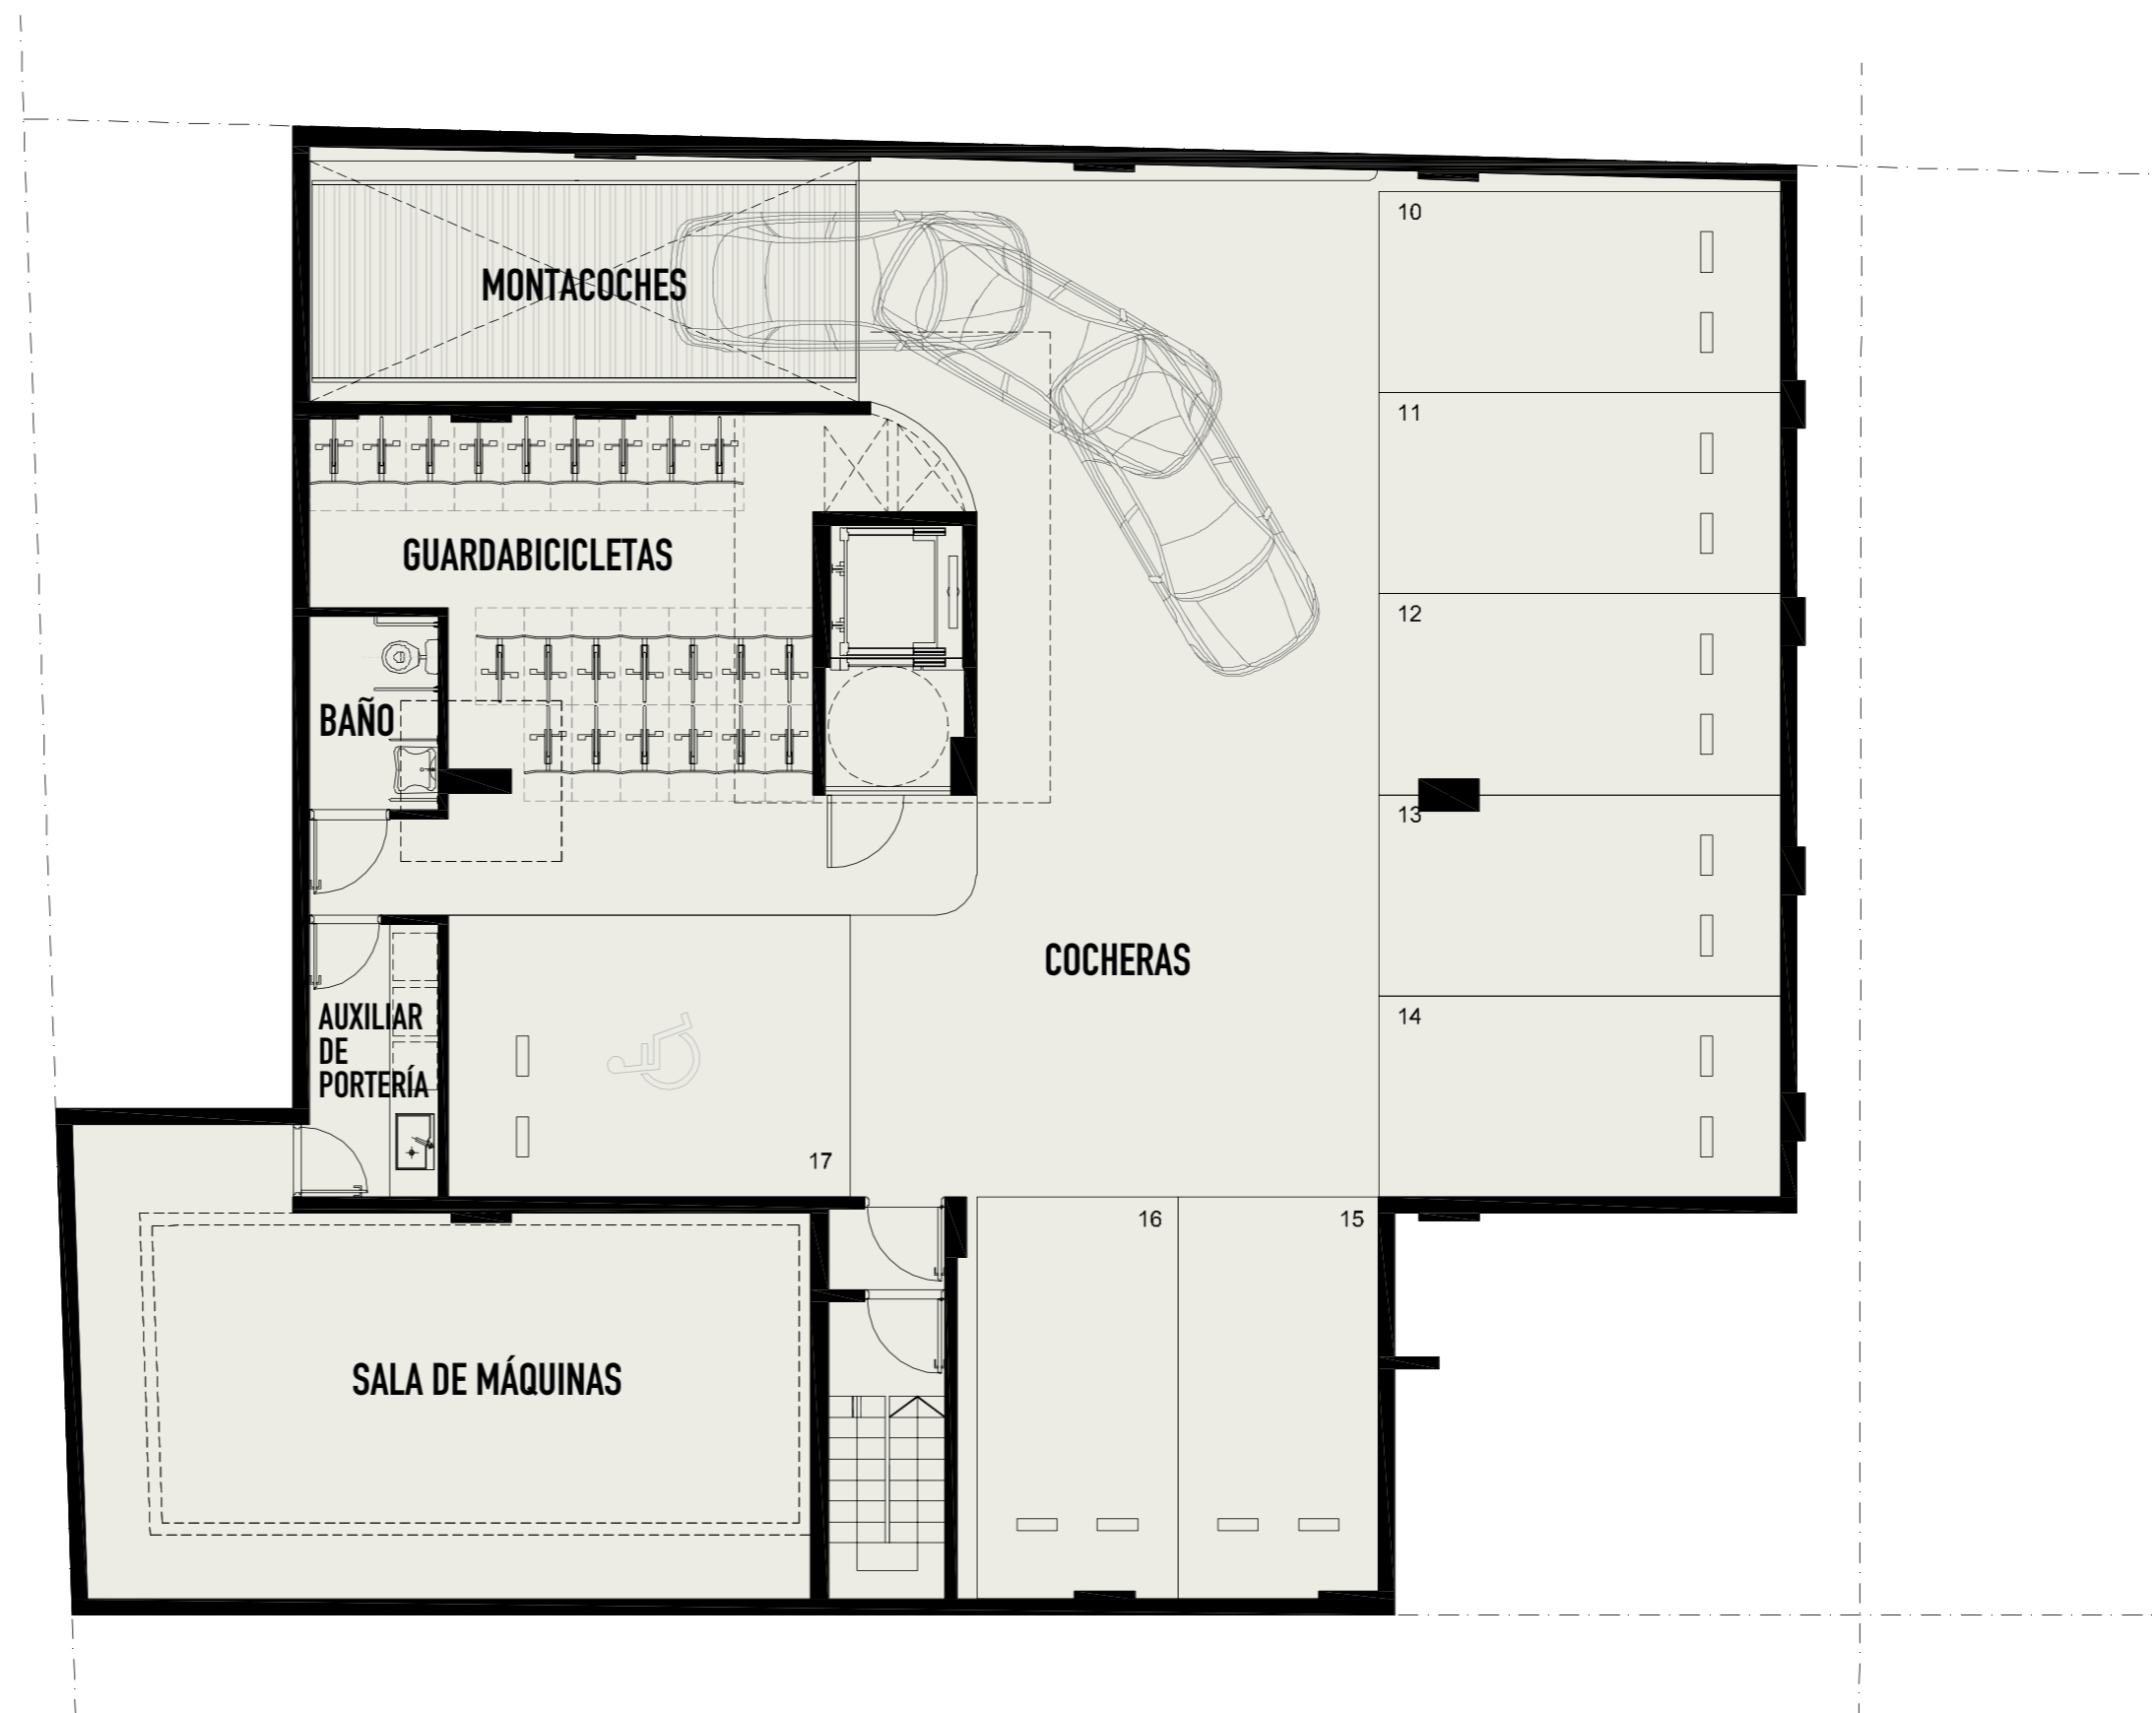 10
MONTACOCHES
11
GUARDABICICLETAS
12
BAÑO
13
COCHERAS
AUXILIAR
DE
PORTERÍA
14
17
16
15
SALA DE MÁQUINAS